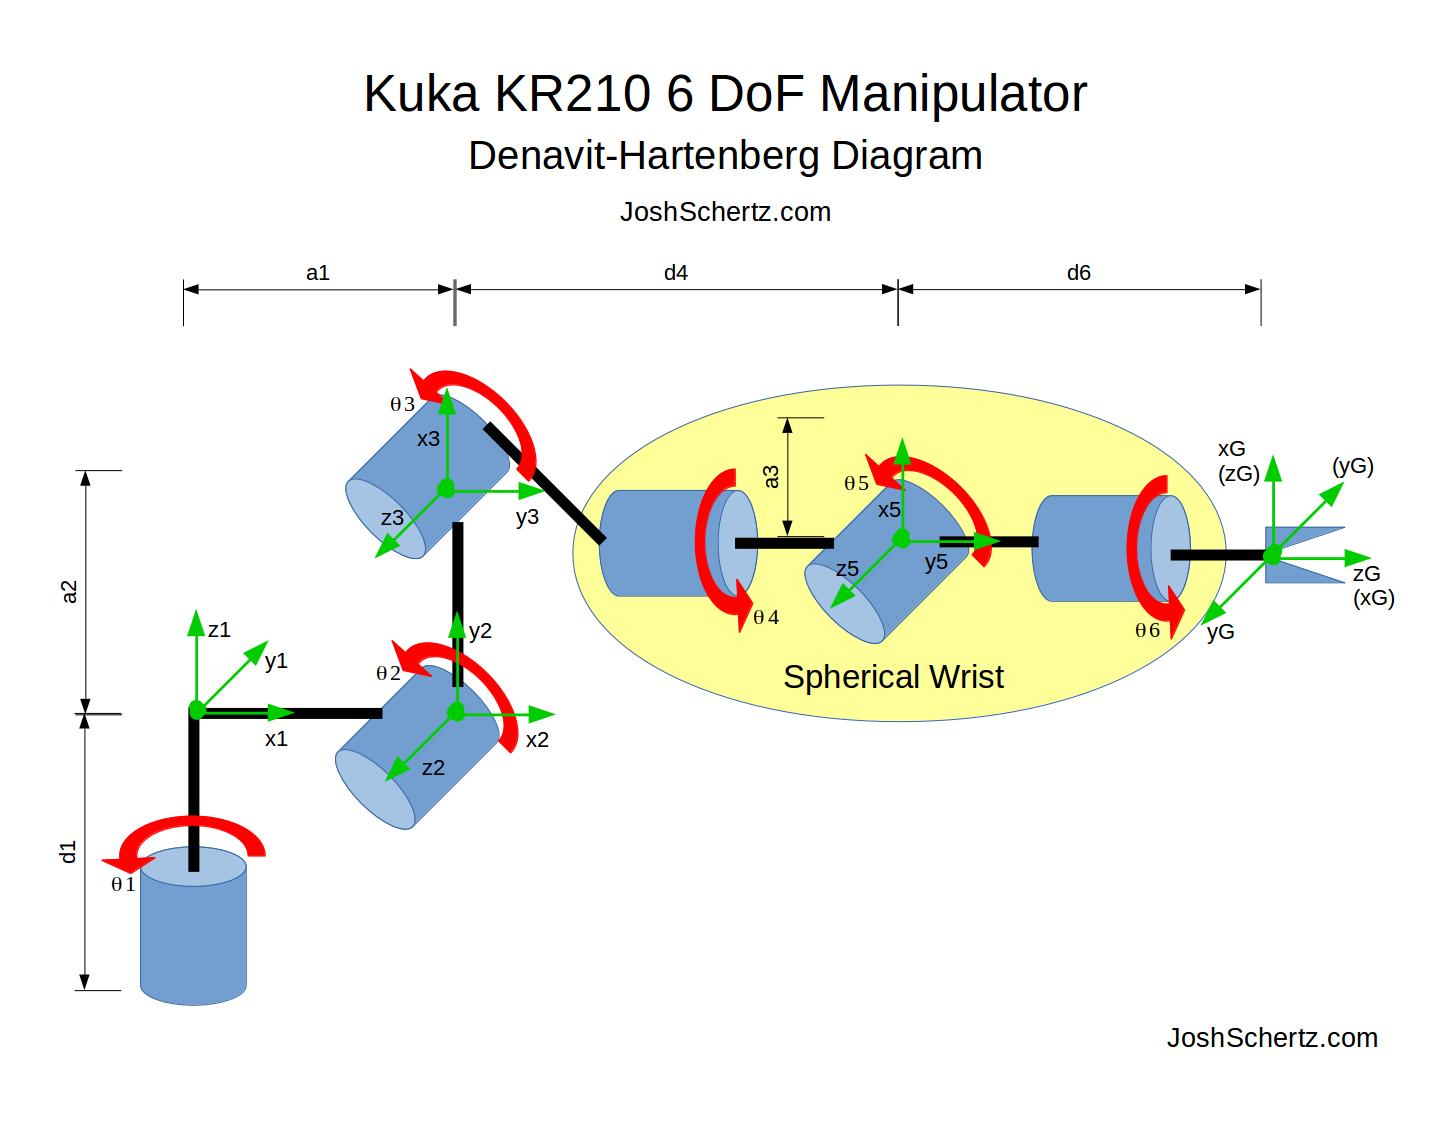 Kuka KR210 6 DoF Manipulator
Denavit-Hartenberg Diagram
JoshSchertz.com
a1
d4
d6
θ3
x3
z3
y3
a3
θ5
x5
z5
y5
θ4
xG
(zG)
(yG)
zG
(xG)
yG
θ6
Spherical Wrist
a2
z1
y1
x1
y2
θ2
x2
z2
d1
θ1
JoshSchertz.com